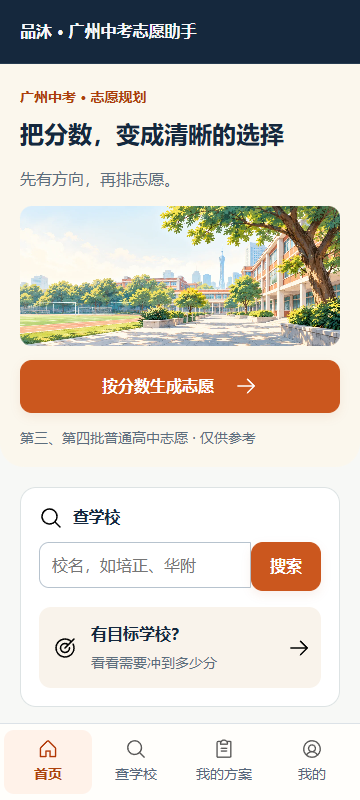 品沐 • 广州中考志愿助手
广州中考 • 志愿规划
把分数，变成清晰的选择
先有方向，再排志愿。
按分数生成志愿
第三、第四批普通高中志愿 · 仅供参考
查学校
校名，如培正、华附
搜索
有目标学校？
看看需要冲到多少分
首页
查学校
我的方案
我的